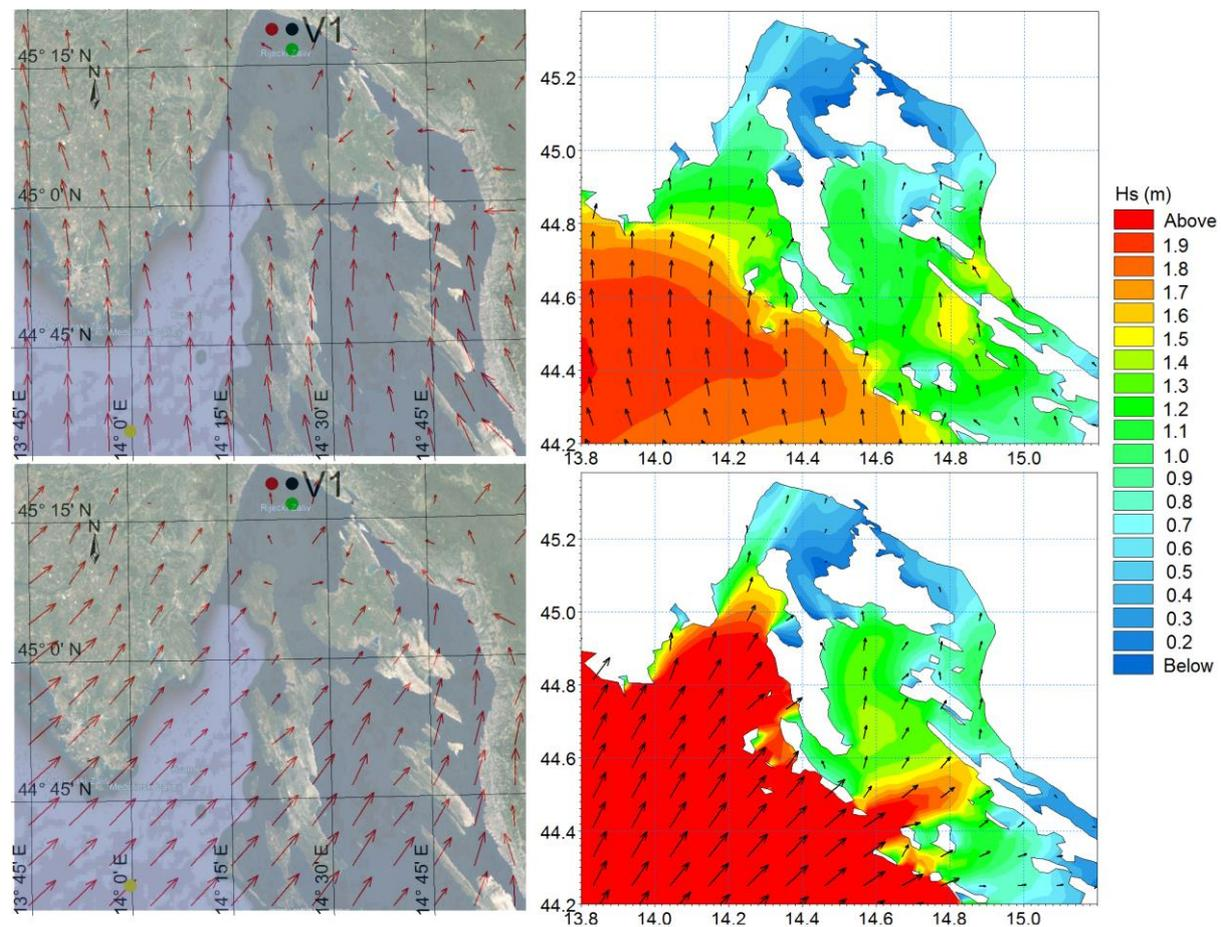 V1
Riječki Zaliv
45° 15' N
N
45° 0' N
44° 45' N
13° 45' E
14° 0' E
14° 15' E
14° 30' E
14° 45' E
45.2
45.0
44.8
44.6
44.4
44.2
13.8 14.0 14.2 14.4 14.6 14.8 15.0
Hs (m)
Above
1.9
1.8
1.7
1.6
1.5
1.4
1.3
1.2
1.1
1.0
0.9
0.8
0.7
0.6
0.5
0.4
0.3
0.2
Below
V1
Riječki Zaliv
45° 15' N
N
45° 0' N
44° 45' N
13° 45' E
14° 0' E
14° 15' E
14° 30' E
14° 45' E
45.2
45.0
44.8
44.6
44.4
44.2
13.8 14.0 14.2 14.4 14.6 14.8 15.0